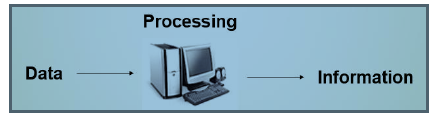 Processing
Data
Information